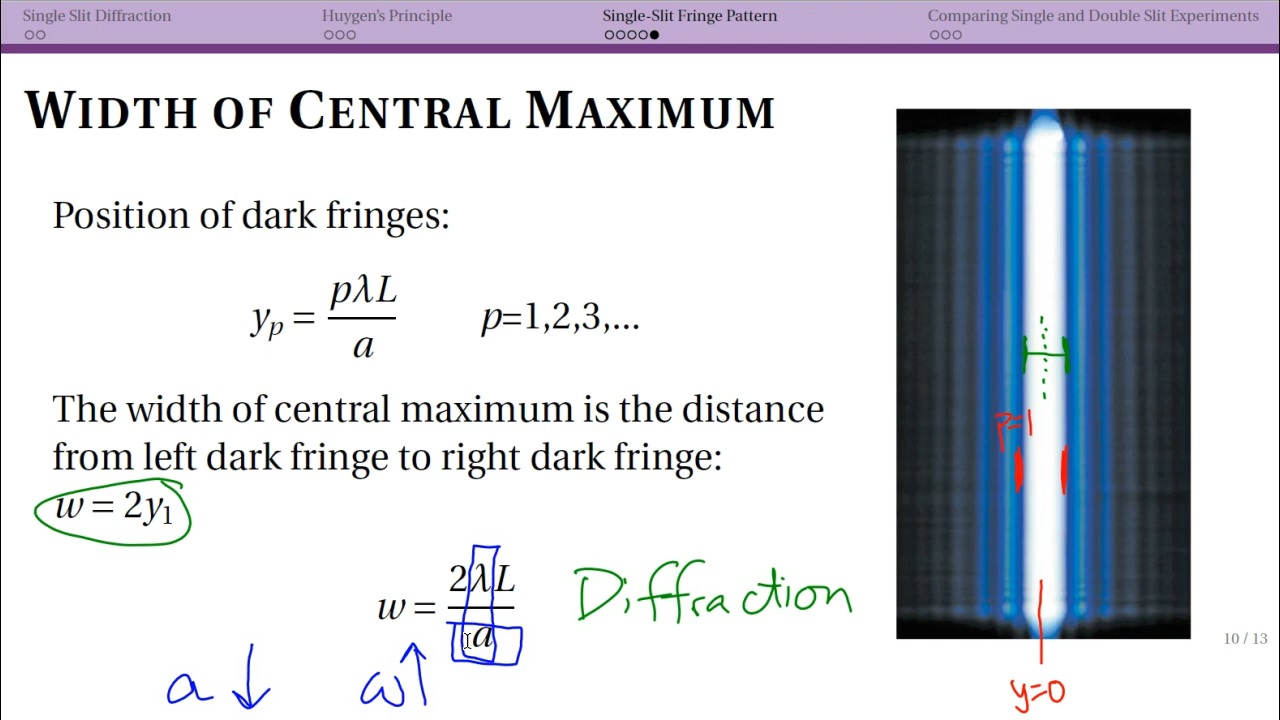 Single Slit Diffraction Huygen's Principle Single-Slit Fringe Pattern Comparing Single and Double Slit Experiments
WIDTH OF CENTRAL MAXIMUM
Position of dark fringes:
yₚ = pλL / a p=1,2,3,...
The width of central maximum is the distance
from left dark fringe to right dark fringe:
w = 2y₁
w = 2λL / a Diffraction
a ↓ ω ↑
P=1
y=0
10 / 13